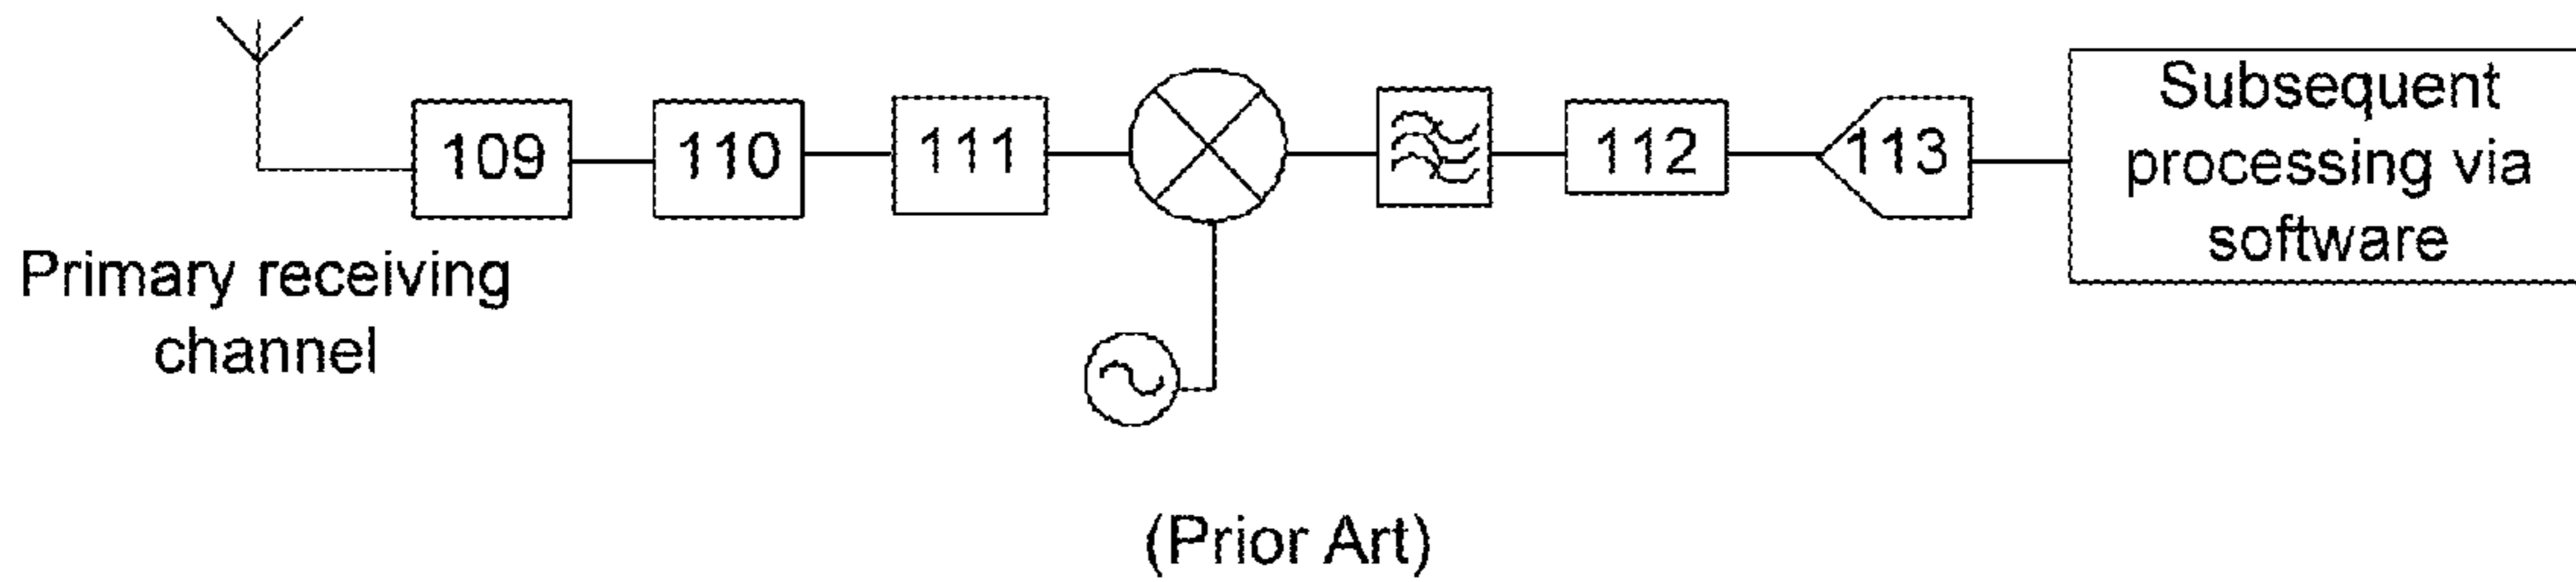 109
110
111
112
113
Subsequent
processing via
software
Primary receiving
channel
(Prior Art)